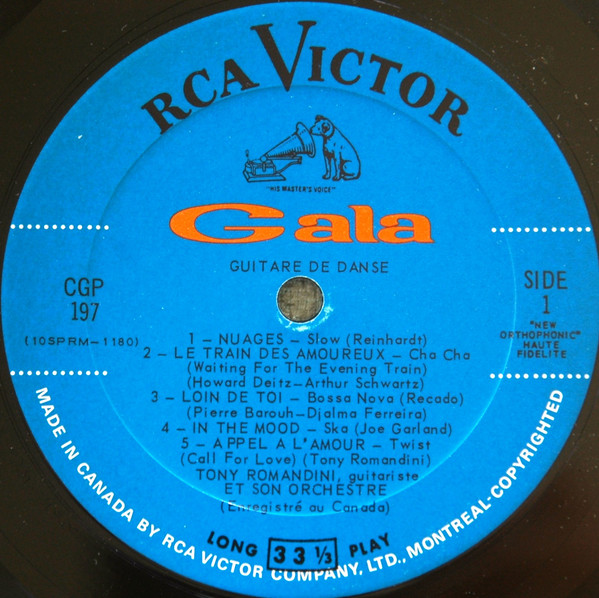 RCA VICTOR
"HIS MASTER'S VOICE"
Gala
GUITARE DE DANSE
CGP
197
(10SPRM-1180)
SIDE
1
"NEW
ORTHOPHONIC"
HAUTE
FIDELITE
1 – NUAGES – Slow (Reinhardt)
2 – LE TRAIN DES AMOUREUX – Cha Cha
(Waiting For The Evening Train)
(Howard Deitz-Arthur Schwartz)
3 – LOIN DE TOI – Bossa Nova (Recado)
(Pierre Barouh-Djalma Ferreira)
4 – IN THE MOOD – Ska (Joe Garland)
5 – APPEL A L'AMOUR – Twist
(Call For Love) (Tony Romandini)
TONY ROMANDINI, guitariste
ET SON ORCHESTRE
(Enregistré au Canada)
LONG 33 1/3 PLAY
MADE IN CANADA BY RCA VICTOR COMPANY, LTD., MONTREAL-COPYRIGHTED